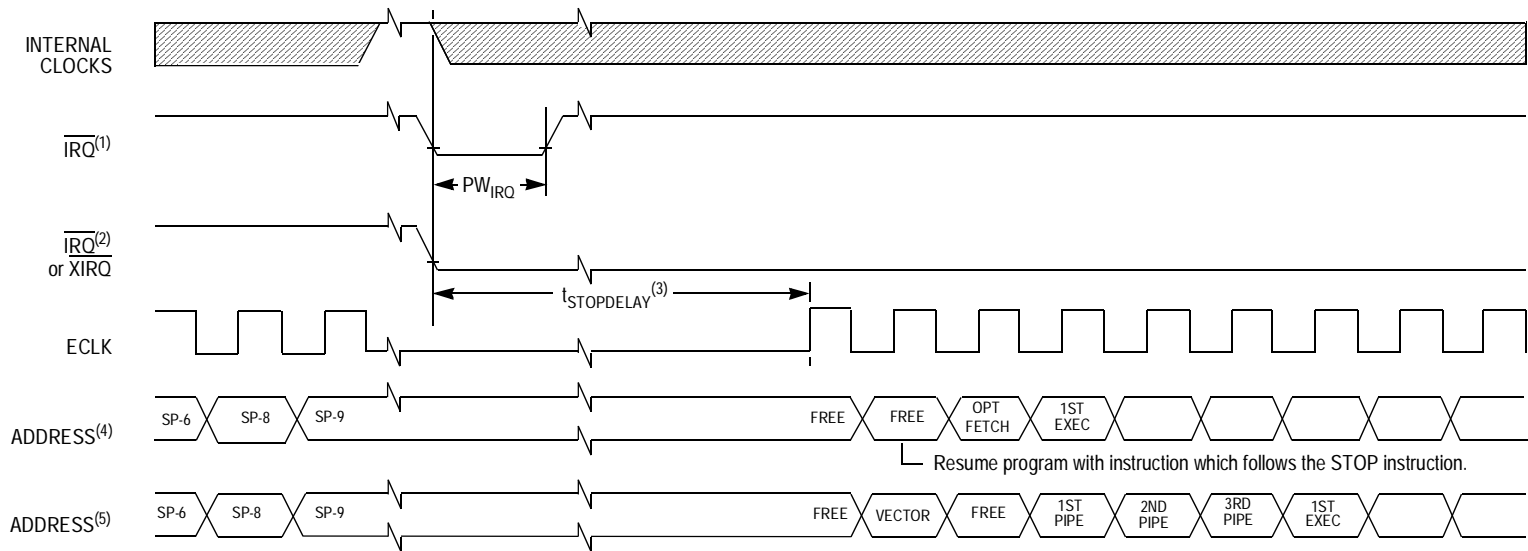 INTERNAL
CLOCKS
IRQ(1)
PWIRQ
IRQ(2)
or XIRQ
tSTOPDELAY(3)
ECLK
ADDRESS(4)
SP-6 SP-8 SP-9 FREE FREE OPT FETCH 1ST EXEC
Resume program with instruction which follows the STOP instruction.
ADDRESS(5)
SP-6 SP-8 SP-9 FREE VECTOR FREE 1ST PIPE 2ND PIPE 3RD PIPE 1ST EXEC